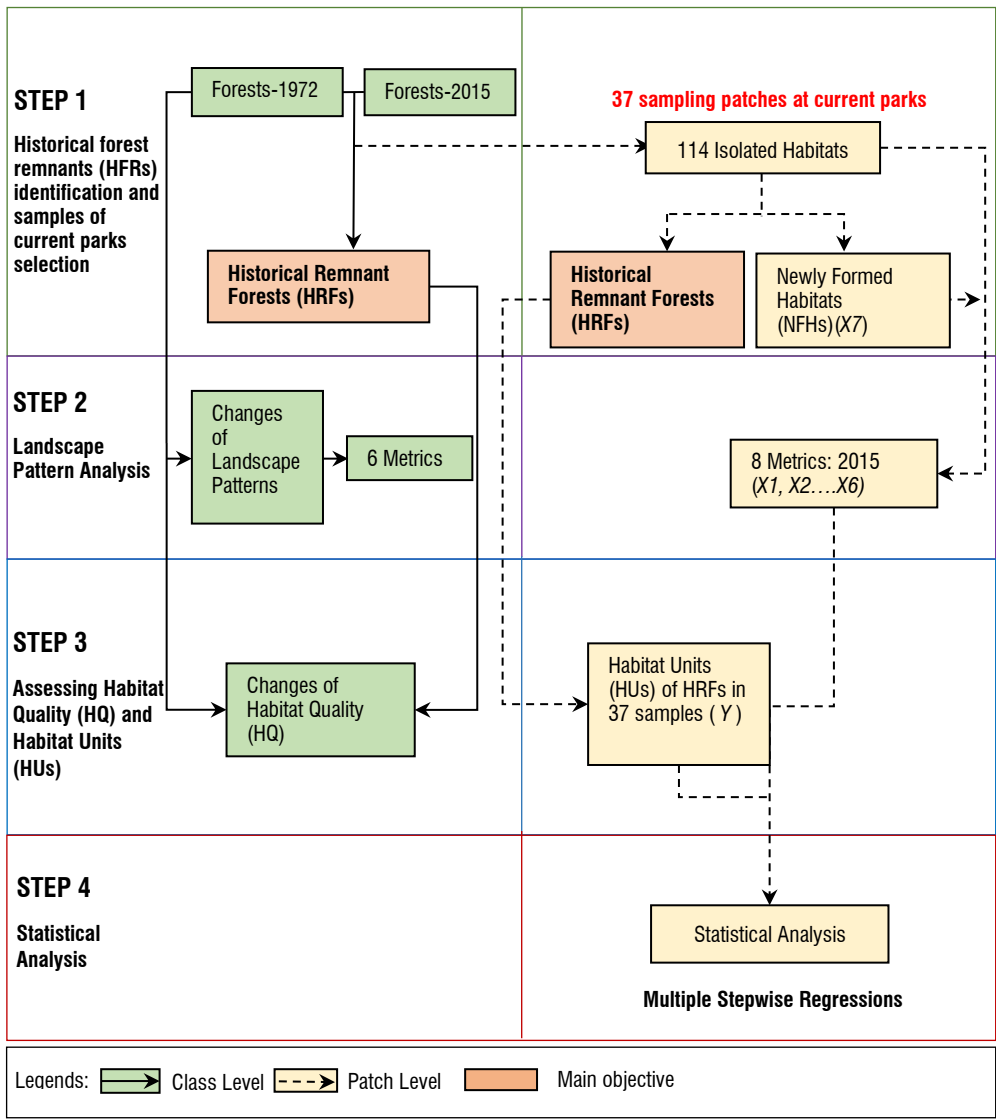 STEP 1
Historical forest
remnants (HFRs)
identification and
samples of
current parks
selection
Forests-1972
Forests-2015
Historical Remnant
Forests (HRFs)
37 sampling patches at current parks
114 Isolated Habitats
Historical
Remnant Forests
(HRFs)
Newly Formed
Habitats
(NFHs)(X7)
STEP 2
Landscape
Pattern Analysis
Changes
of
Landscape
Patterns
6 Metrics
8 Metrics: 2015
(X1, X2....X6)
STEP 3
Assessing Habitat
Quality (HQ) and
Habitat Units
(HUs)
Changes of
Habitat Quality
(HQ)
Habitat Units
(HUs) of HRFs in
37 samples ( Y )
STEP 4
Statistical
Analysis
Statistical Analysis
Multiple Stepwise Regressions
Legends: Class Level Patch Level Main objective